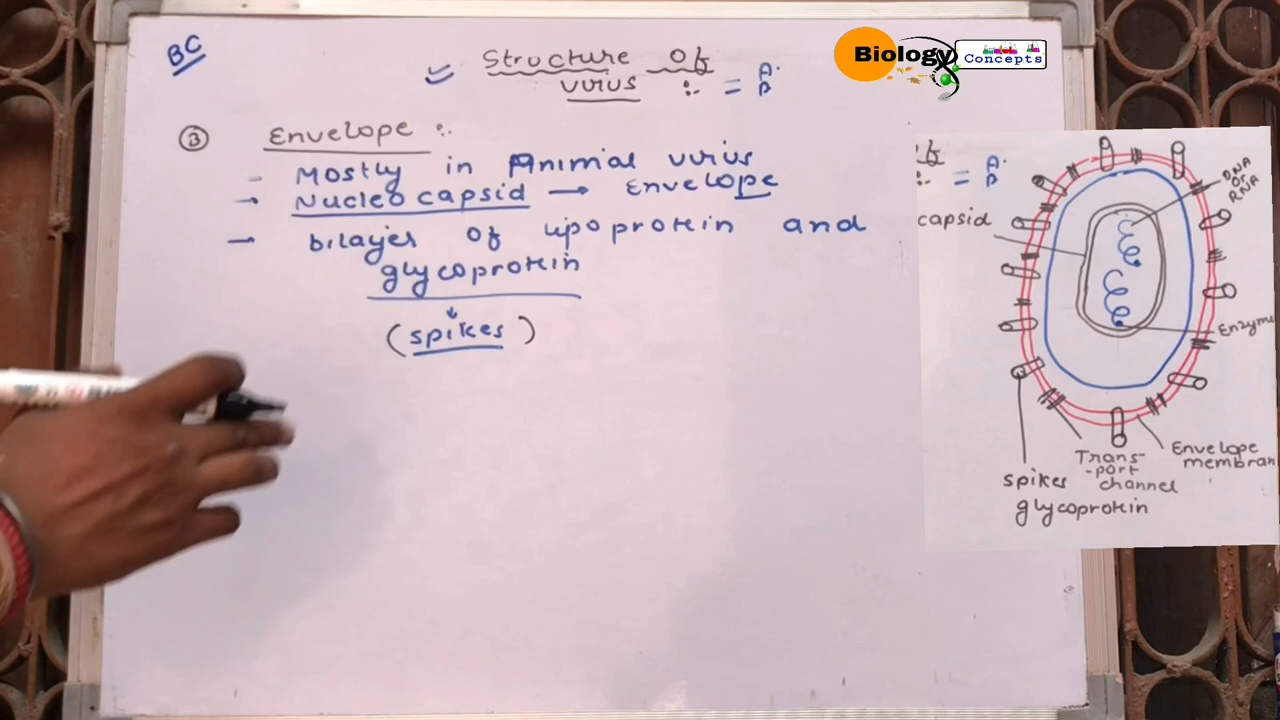 BC
Structure of
virus :- = A.
B
Biology
Concepts
③ Envelope :.
- Mostly in Animal virus
→ Nucleocapsid → Envelope
- bilayer of lipoprotein and
glycoprotein
(spikes)
= A.
B
capsid
DNA
or
RNA
Enzyme
Envelope
membran
Trans-
-port
channel
spikes
glycoprotein